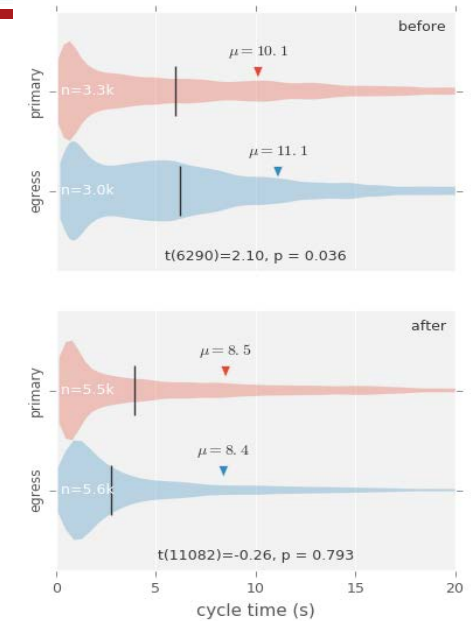 before
μ = 10. 1
primary
n=3.3k
μ = 11. 1
egress
n=3.0k
t(6290)=2.10, p = 0.036
after
μ = 8. 5
primary
n=5.5k
μ = 8. 4
egress
n=5.6k
t(11082)=-0.26, p = 0.793
0 5 10 15 20
cycle time (s)